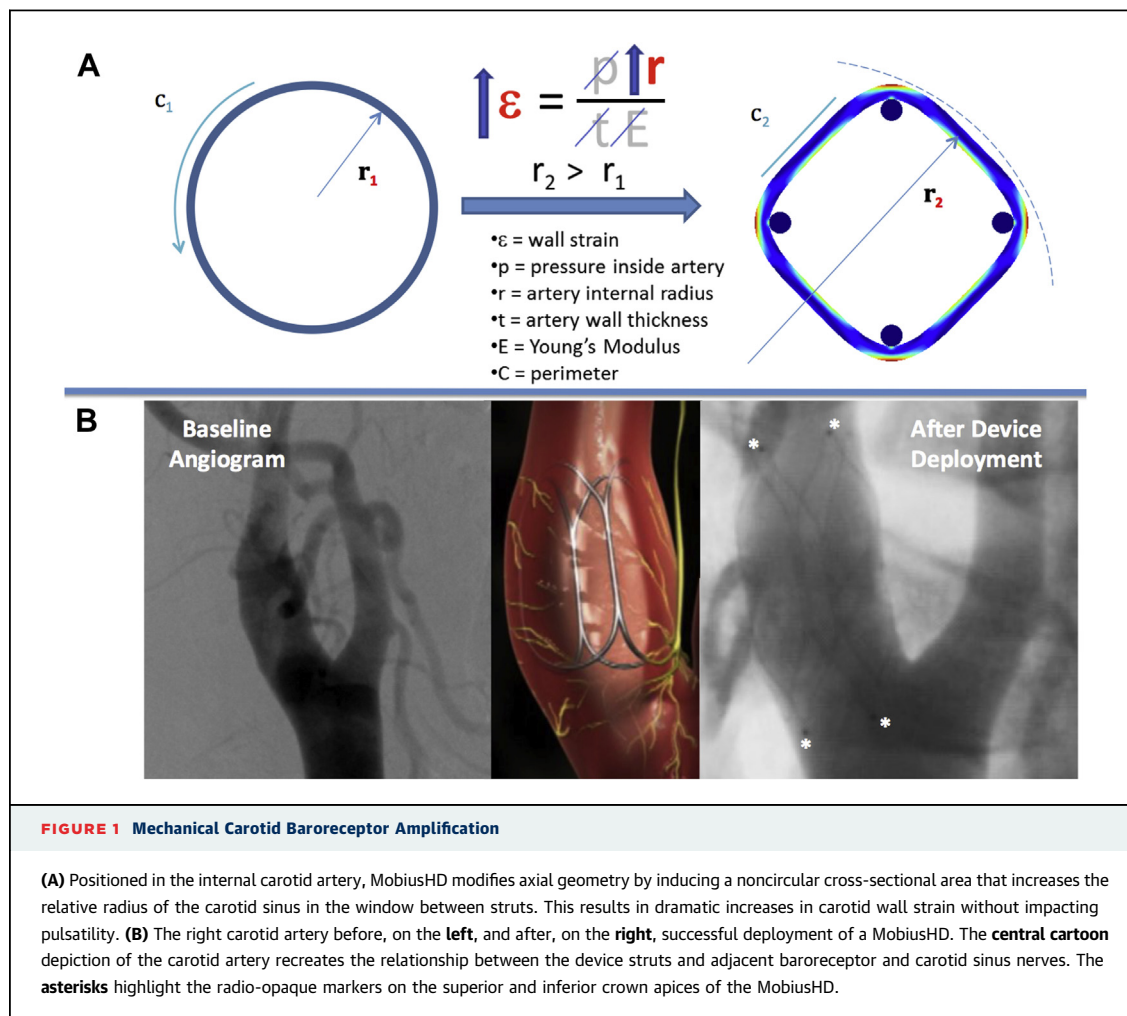 A
C₁
r₁
↑ε = p↑r
t E
r₂ > r₁
•ε = wall strain
•p = pressure inside artery
•r = artery internal radius
•t = artery wall thickness
•E = Young's Modulus
•C = perimeter
C₂
r₂
B
Baseline
Angiogram
After Device
Deployment
*
*
*
*
FIGURE 1 Mechanical Carotid Baroreceptor Amplification
(A) Positioned in the internal carotid artery, MobiusHD modifies axial geometry by inducing a noncircular cross-sectional area that increases the
relative radius of the carotid sinus in the window between struts. This results in dramatic increases in carotid wall strain without impacting
pulsatility. (B) The right carotid artery before, on the left, and after, on the right, successful deployment of a MobiusHD. The central cartoon
depiction of the carotid artery recreates the relationship between the device struts and adjacent baroreceptor and carotid sinus nerves. The
asterisks highlight the radio-opaque markers on the superior and inferior crown apices of the MobiusHD.